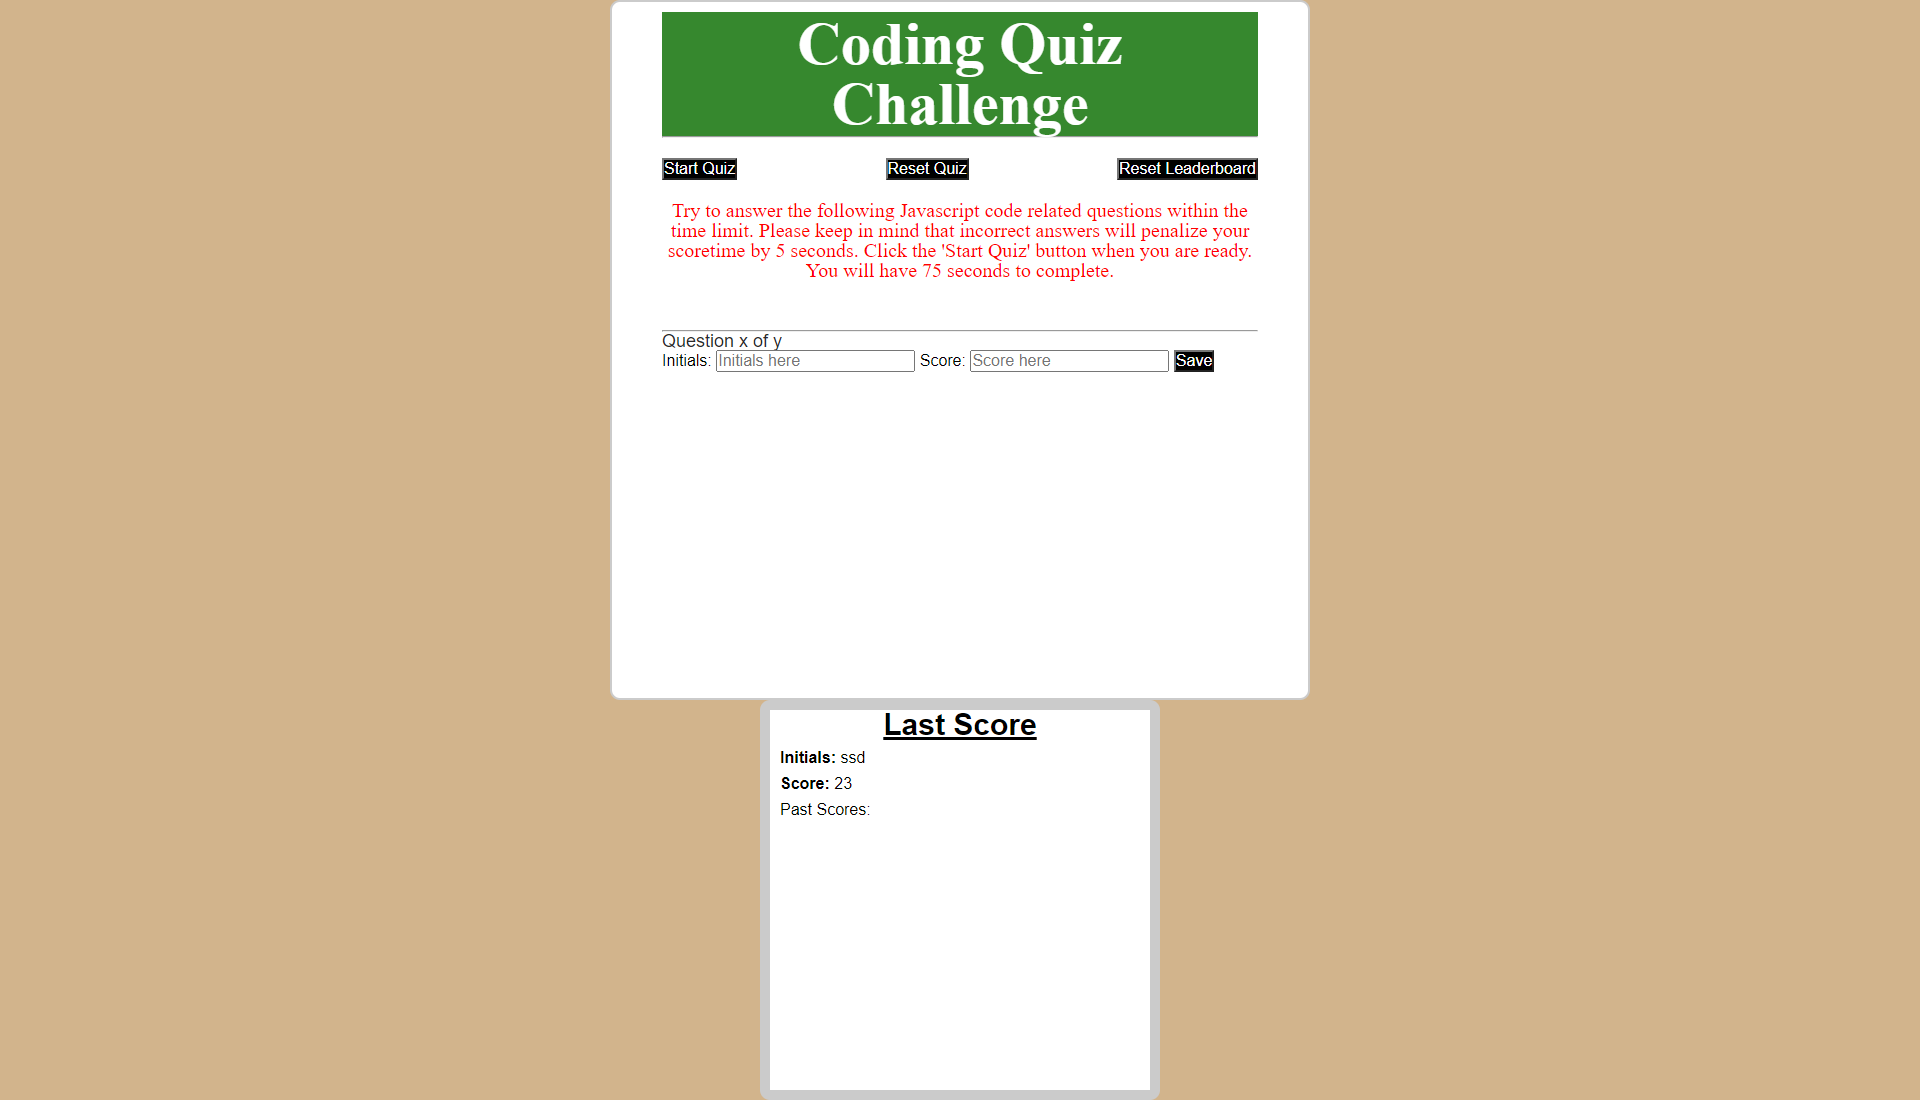 Coding Quiz
Challenge
Start Quiz Reset Quiz Reset Leaderboard
Try to answer the following Javascript code related questions within the
time limit. Please keep in mind that incorrect answers will penalize your
scoretime by 5 seconds. Click the 'Start Quiz' button when you are ready.
You will have 75 seconds to complete.
Question x of y
Initials: Initials here Score: Score here Save
Last Score
Initials: ssd
Score: 23
Past Scores: